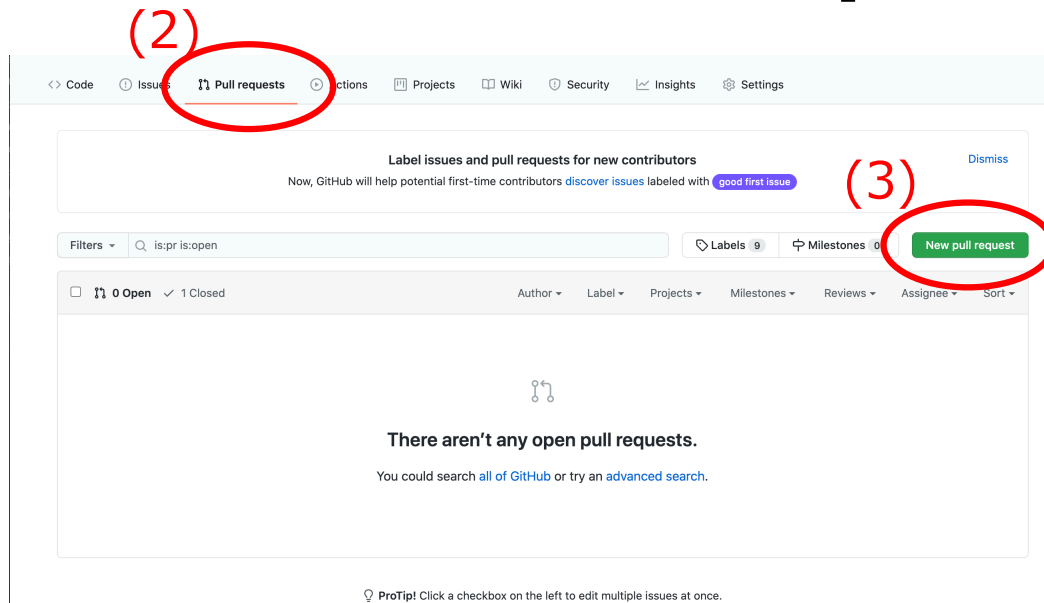 (2)
Code Issues Pull requests Actions Projects Wiki Security Insights Settings
Label issues and pull requests for new contributors
Dismiss
Now, GitHub will help potential first-time contributors discover issues labeled with good first issue
(3)
Filters is:pr is:open Labels 9 Milestones 0 New pull request
0 Open 1 Closed Author Label Projects Milestones Reviews Assignee Sort
There aren't any open pull requests.
You could search all of GitHub or try an advanced search.
ProTip! Click a checkbox on the left to edit multiple issues at once.